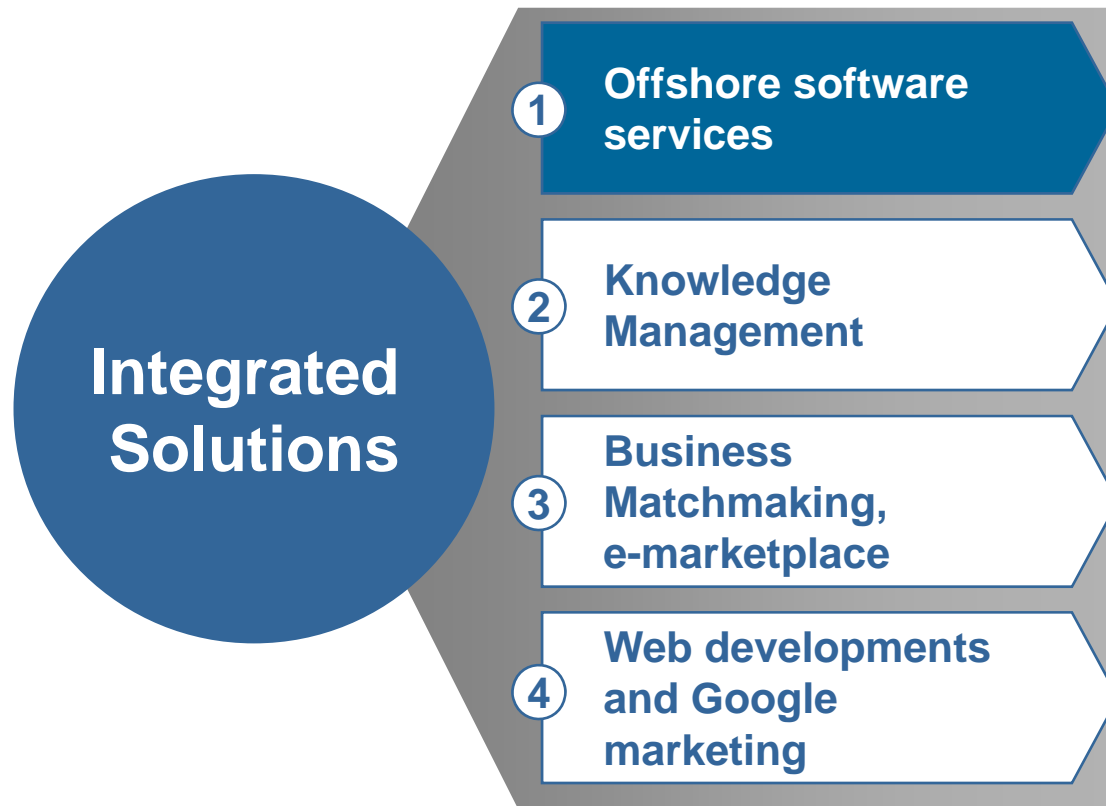 Integrated
Solutions
1
Offshore software
services
2
Knowledge
Management
3
Business
Matchmaking,
e-marketplace
4
Web developments
and Google
marketing